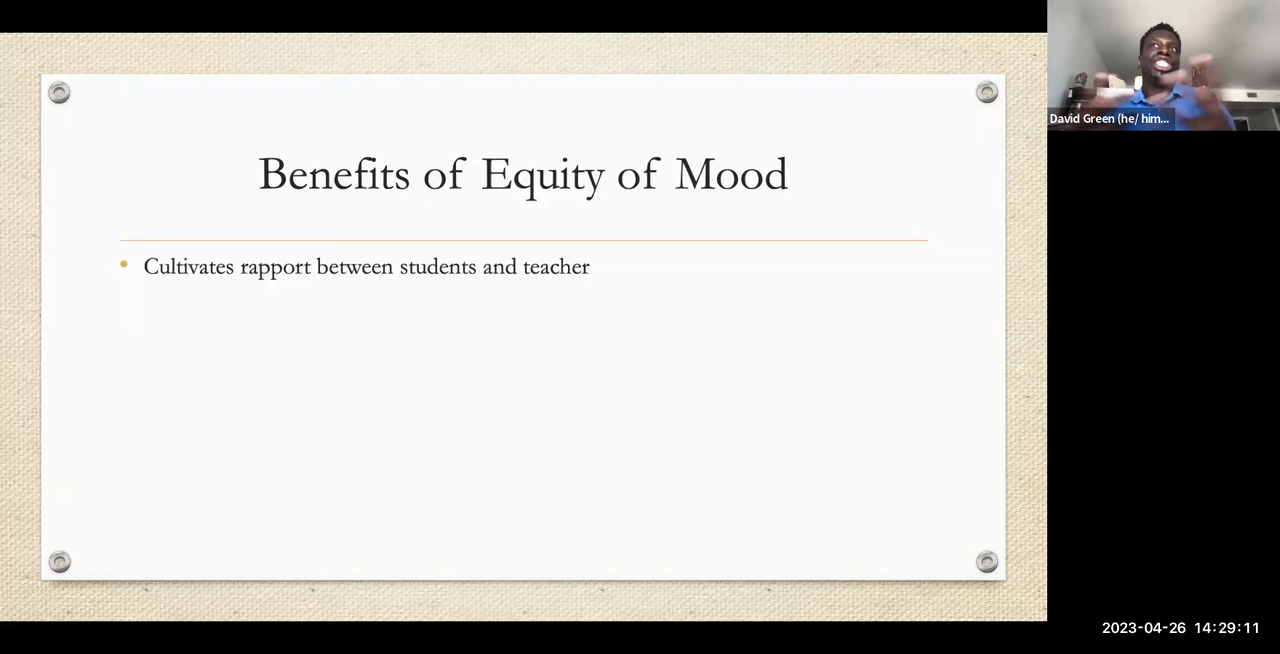 Benefits of Equity of Mood
Cultivates rapport between students and teacher
David Green (he/ him...
2023-04-26 14:29:11